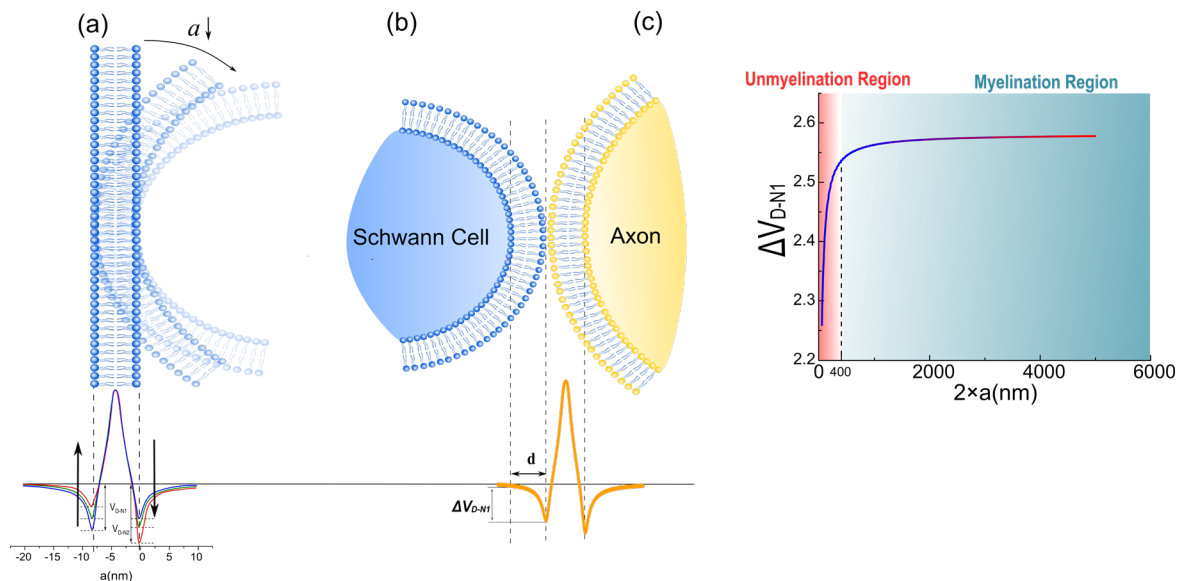 (a)
(b)
(c)
a↓
Schwann Cell
Axon
d
ΔV_D-N1
V_D-N1
V_D-N2
-20 -15 -10 -5 0 5 10
a(nm)
Unmyelination Region
Myelination Region
ΔV_D-N1
2.6
2.5
2.4
2.3
2.2
0 400 2000 4000 6000
2×a(nm)